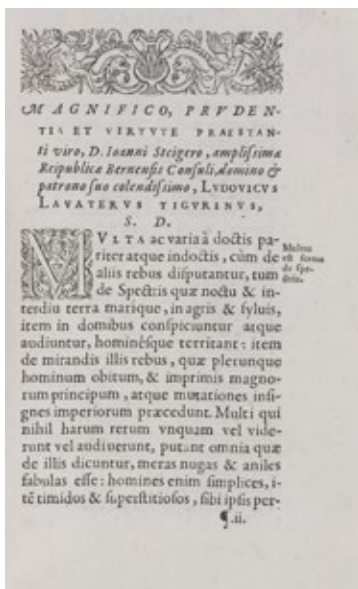 MAGNIFICO, PRVDEN-
TIA ET VIRTVTE PRAESTAN-
ti viro, D. Ioanni Steigero, amplissimæ
Reipublicæ Bernensis Consuli, domino &
patrono suo colendissimo, LVDOVICVS
LAVATERVS TIGVRINVS,
S. D.
MVLTA ac varia à doctis pa-
riter atque indoctis, cùm de
aliis rebus disputantur, tum
de Spectris quæ noctu & in-
terdiu terra marique, in agris & syluis,
item in domibus conspiciuntur atque
audiuntur, hominésque territant: item
de mirandis illis rebus, quæ plerunque
hominum obitum, & imprimis magno-
rum principum, atque mutationes insi-
gnes imperiorum præcedunt. Multi qui
nihil harum rerum vnquam vel vide-
runt vel audiuerunt, putant omnia quæ
de illis dicuntur, meras nugas & aniles
fabulas esse: homines enim simplices, i-
tē timidos & superstitiosos, sibi ipsis per-
¶.ii.
Multus
est sermo
de spe-
ctris.